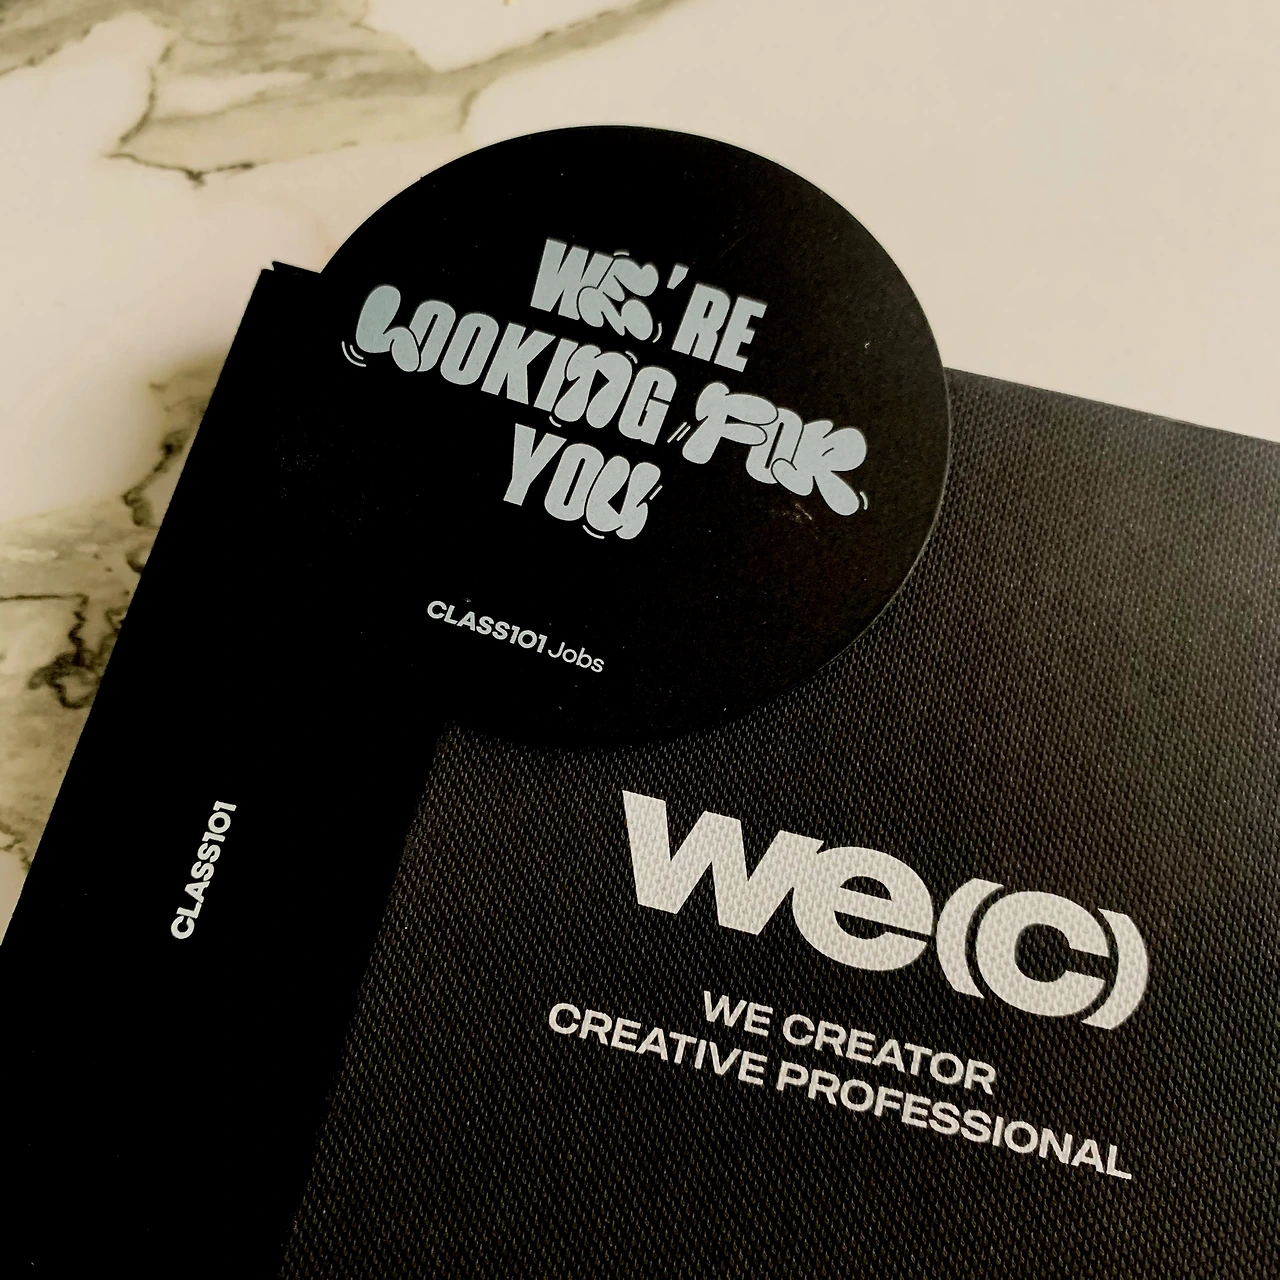 WE'RE
LOOKING FOR
YOU
CLASS101 Jobs
CLASS101
we(c)
WE CREATOR
CREATIVE PROFESSIONAL